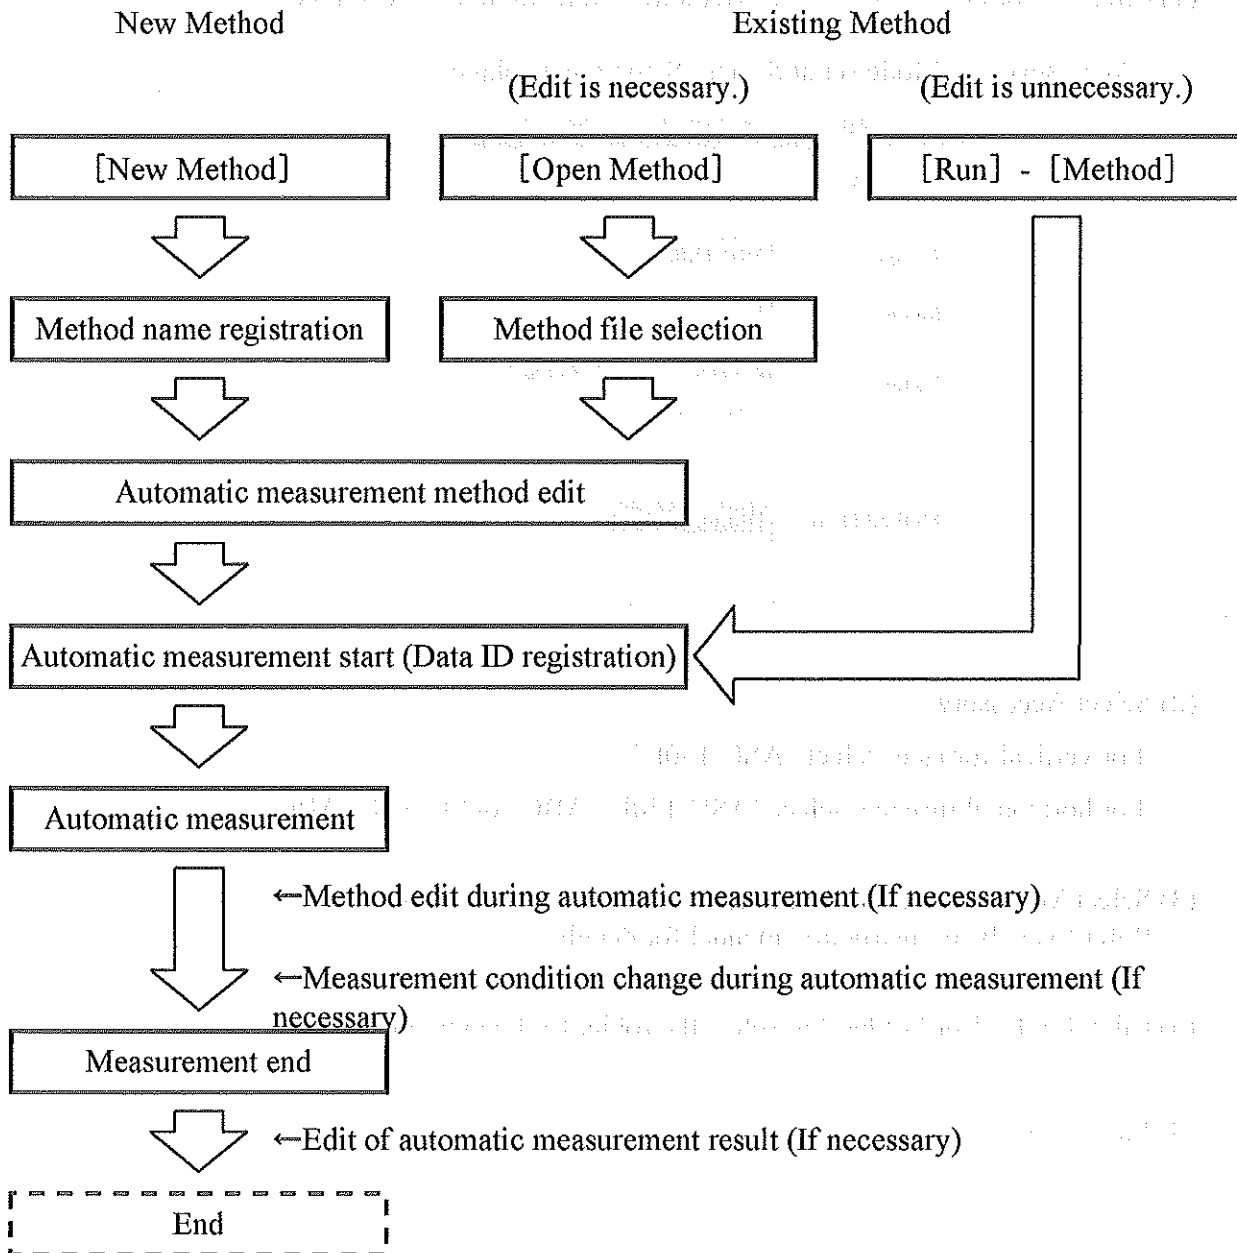 New Method
Existing Method
(Edit is necessary.)
(Edit is unnecessary.)
[New Method]
[Open Method]
[Run] - [Method]
Method name registration
Method file selection
Automatic measurement method edit
Automatic measurement start (Data ID registration)
Automatic measurement
←Method edit during automatic measurement (If necessary)
←Measurement condition change during automatic measurement (If
necessary)
Measurement end
←Edit of automatic measurement result (If necessary)
End